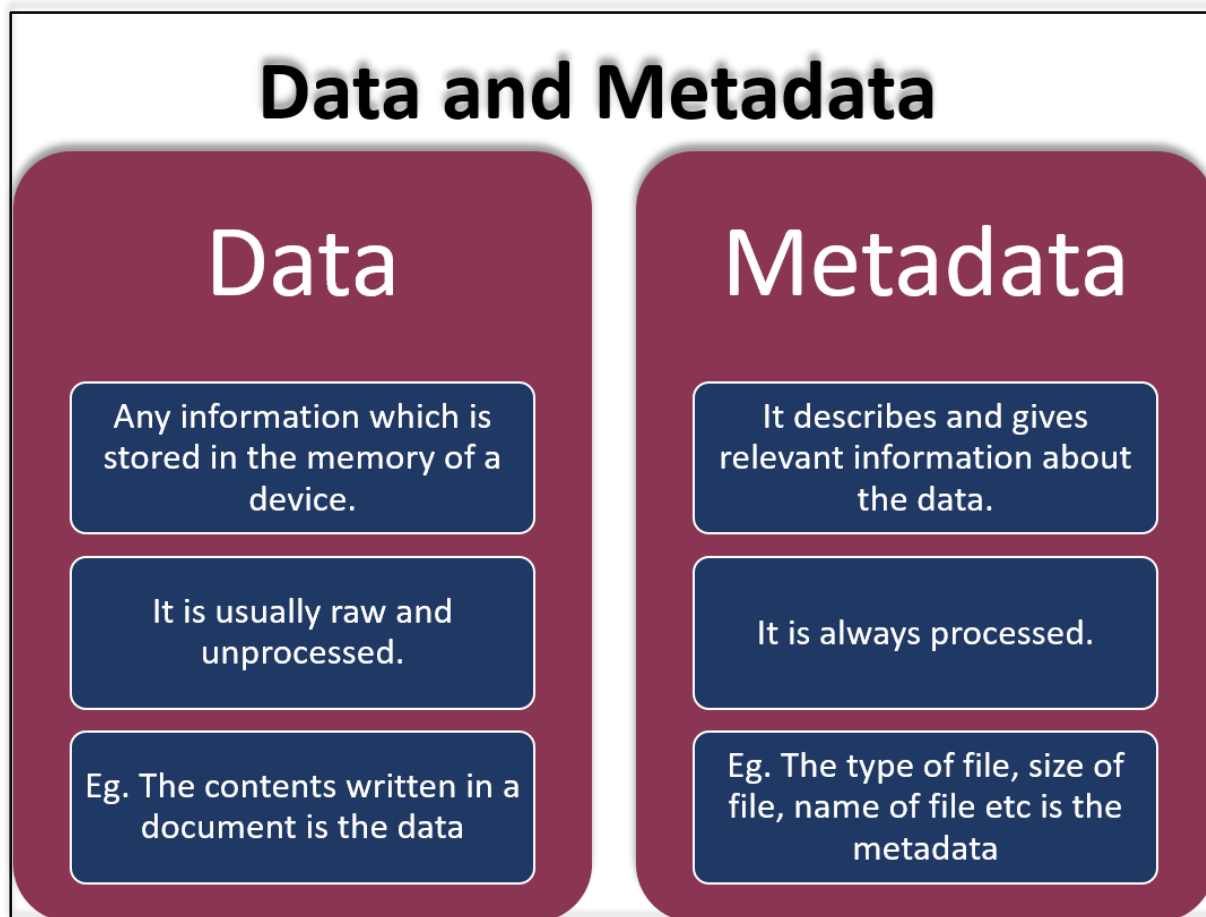 Data and Metadata
Data
Any information which is
stored in the memory of a
device.
It is usually raw and
unprocessed.
Eg. The contents written in a
document is the data
Metadata
It describes and gives
relevant information about
the data.
It is always processed.
Eg. The type of file, size of
file, name of file etc is the
metadata